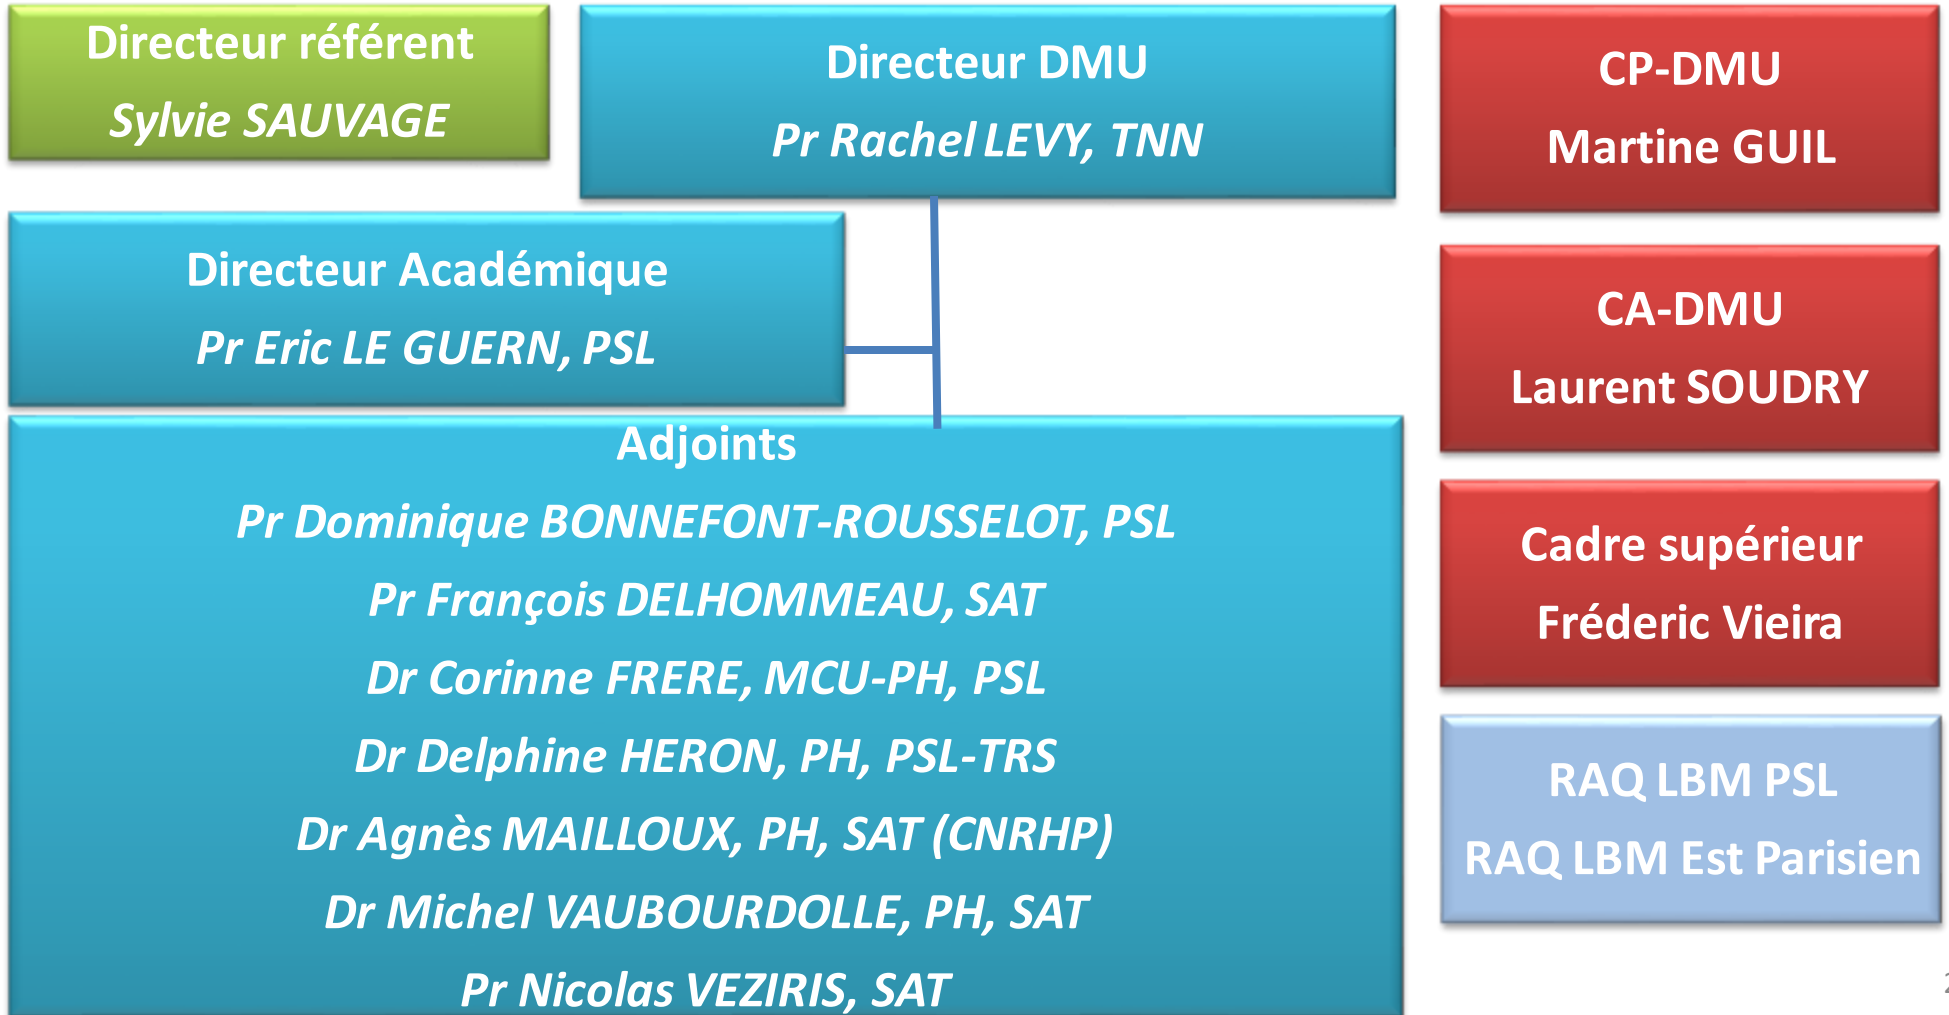 Directeur référent
Sylvie SAUVAGE
Directeur DMU
Pr Rachel LEVY, TNN
CP-DMU
Martine GUIL
Directeur Académique
Pr Eric LE GUERN, PSL
CA-DMU
Laurent SOUDRY
Adjoints
Pr Dominique BONNEFONT-ROUSSELOT, PSL
Pr François DELHOMMEAU, SAT
Dr Corinne FRERE, MCU-PH, PSL
Dr Delphine HERON, PH, PSL-TRS
Dr Agnès MAILLOUX, PH, SAT (CNRHP)
Dr Michel VAUBOURDOLLE, PH, SAT
Pr Nicolas VEZIRIS, SAT
Cadre supérieur
Fréderic Vieira
RAQ LBM PSL
RAQ LBM Est Parisien